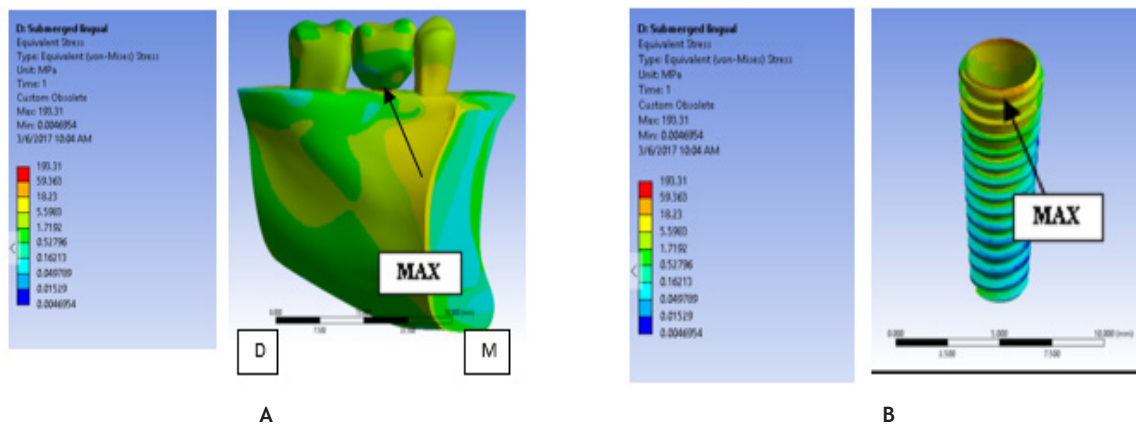 D: Submerged lingual
Equivalent Stress
Type: Equivalent (von-Mises) Stress
Unit: MPa
Time: 1
Custom Obsolete
Max: 193.31
Min: 0.0046954
3/6/2017 10:04 AM
193.31
59.363
18.23
5.5983
1.7192
0.52796
0.16213
0.049789
0.01529
0.0046954
MAX
0.000
7.500
D
M
A
D: Submerged lingual
Equivalent Stress
Type: Equivalent (von-Mises) Stress
Unit: MPa
Time: 1
Custom Obsolete
Max: 193.31
Min: 0.0046954
3/6/2017 10:04 AM
193.31
59.363
18.23
5.5983
1.7192
0.52796
0.16213
0.049789
0.01529
0.0046954
MAX
0.000 5.000 10.000 (mm)
2.500 7.500
B